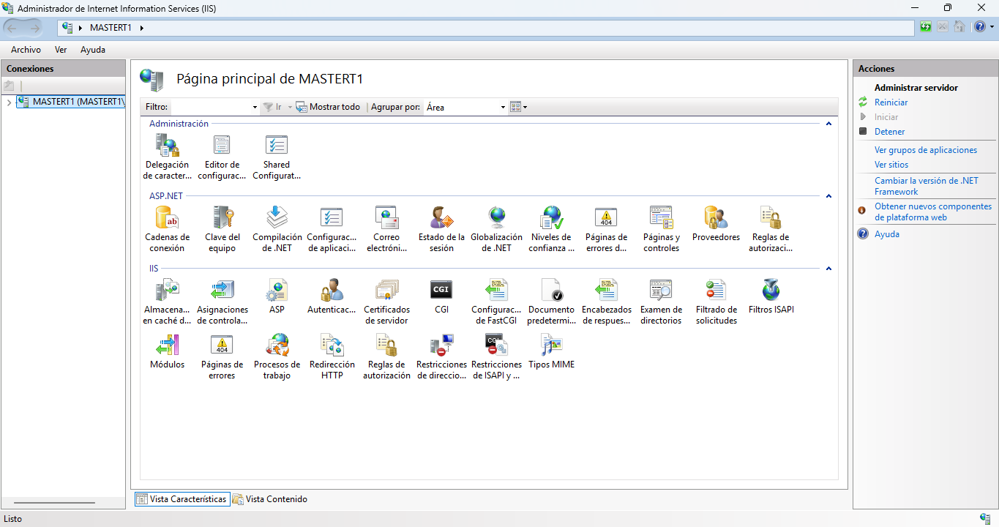 Administrador de Internet Information Services (IIS)
MASTERT1
Archivo Ver Ayuda
Conexiones
MASTERT1 (MASTERT1\
Página principal de MASTERT1
Filtro: Ir Mostrar todo Agrupar por: Área
Administración
Delegación de caracter...
Editor de configurac...
Shared Configurat...
ASP.NET
Cadenas de conexión
Clave del equipo
Compilación de .NET
Configurac... de aplicaci...
Correo electróni...
Estado de la sesión
Globalización de .NET
Niveles de confianza ...
Páginas de errores d...
Páginas y controles
Proveedores
Reglas de autorizaci...
IIS
Almacena... en caché d...
Asignaciones de controla...
ASP
Autenticac...
Certificados de servidor
CGI
CGI
Configurac... de FastCGI
Documento predetermi...
Encabezados de respues...
Examen de directorios
Filtrado de solicitudes
Filtros ISAPI
Módulos
Páginas de errores
Procesos de trabajo
Redirección HTTP
Reglas de autorización
Restricciones de direccio...
Restricciones de ISAPI y ...
Tipos MIME
Vista Características Vista Contenido
Acciones
Administrar servidor
Reiniciar
Iniciar
Detener
Ver grupos de aplicaciones
Ver sitios
Cambiar la versión de .NET
Framework
Obtener nuevos componentes
de plataforma web
Ayuda
Listo